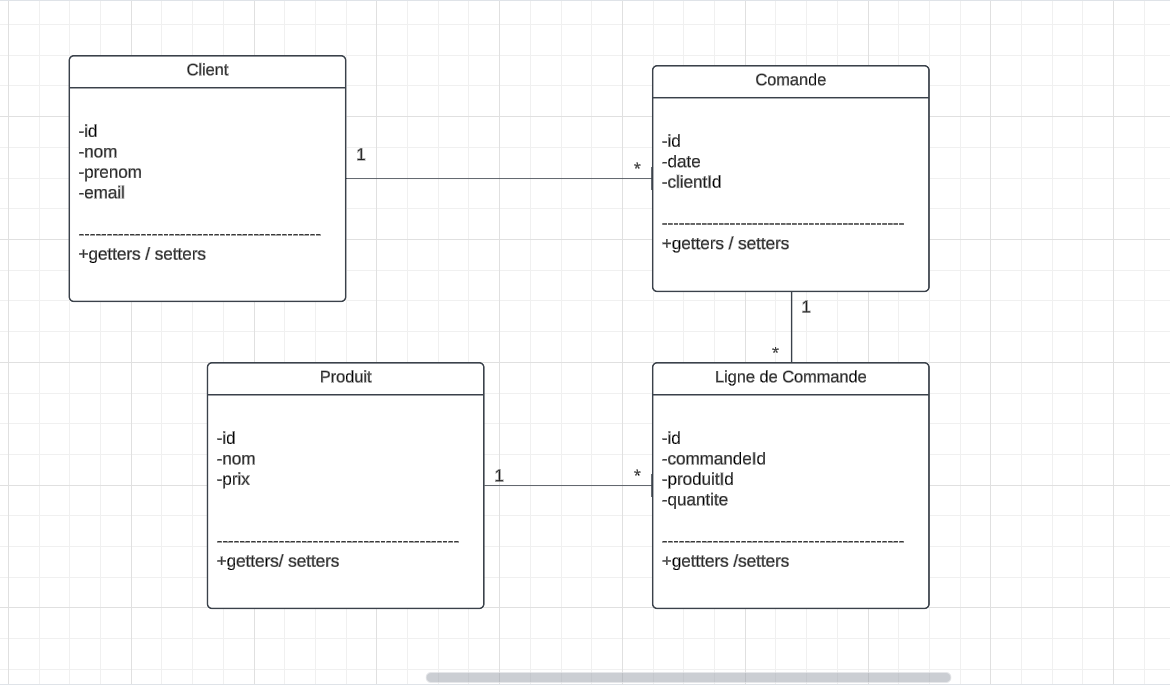 Client
-id
-nom
-prenom
-email
-------------------------------------------
+getters / setters
1
*
Comande
-id
-date
-clientId
-------------------------------------------
+getters / setters
1
*
Produit
-id
-nom
-prix
-------------------------------------------
+getters/ setters
1
*
Ligne de Commande
-id
-commandeId
-produitId
-quantite
-------------------------------------------
+gettters /setters